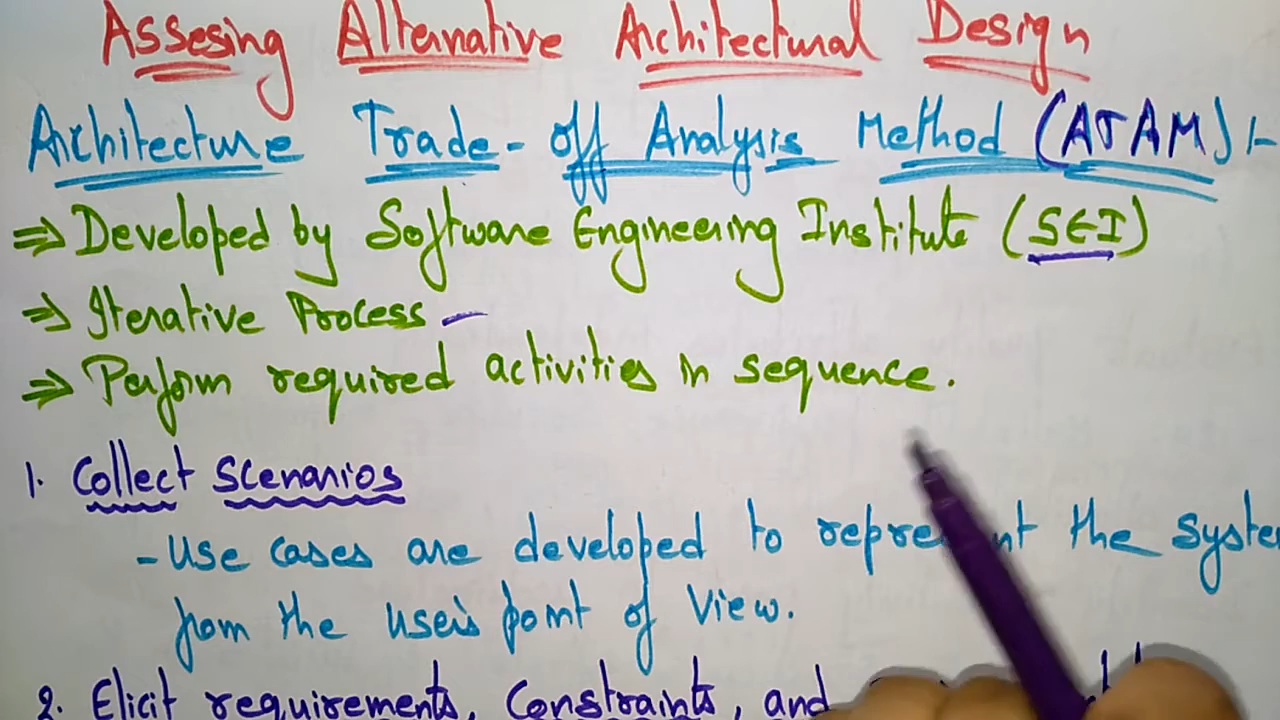 Assesing Alternative Architectural Design
Architecture Trade-off Analysis Method (ATAM):-
⇒ Developed by Software Engineering Institute (SEI)
⇒ Iterative Process
⇒ Perform required activities in sequence.
1. Collect Scenarios
- Use cases are developed to the
from the user's point of view.
2. Elicit requirements, Constraints, and